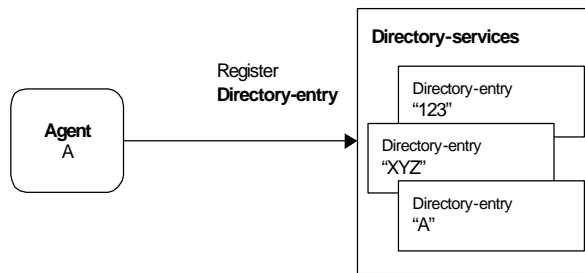 Agent
A
Register
Directory-entry
Directory-services
Directory-entry
“123”
Directory-entry
“XYZ”
Directory-entry
“A”